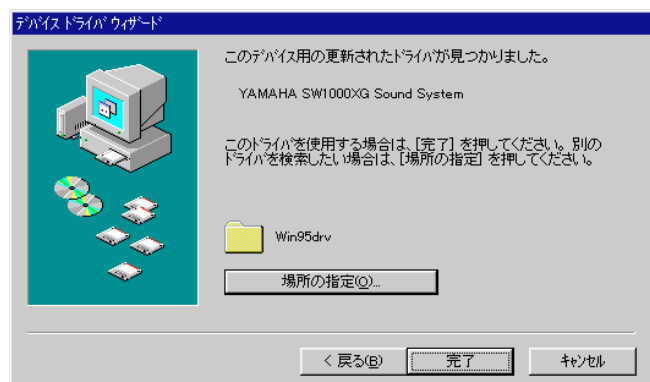 ﾃﾞﾊﾞｲｽ ﾄﾞﾗｲﾊﾞ ｳｨｻﾞｰﾄﾞ
このﾃﾞﾊﾞｲｽ用の更新されたﾄﾞﾗｲﾊﾞが見つかりました。
YAMAHA SW1000XG Sound System
このﾄﾞﾗｲﾊﾞを使用する場合は、[完了] を押してください。別の
ﾄﾞﾗｲﾊﾞを検索したい場合は、[場所の指定] を押してください。
Win95drv
場所の指定(O)...
< 戻る(B)
完了
ｷｬﾝｾﾙ